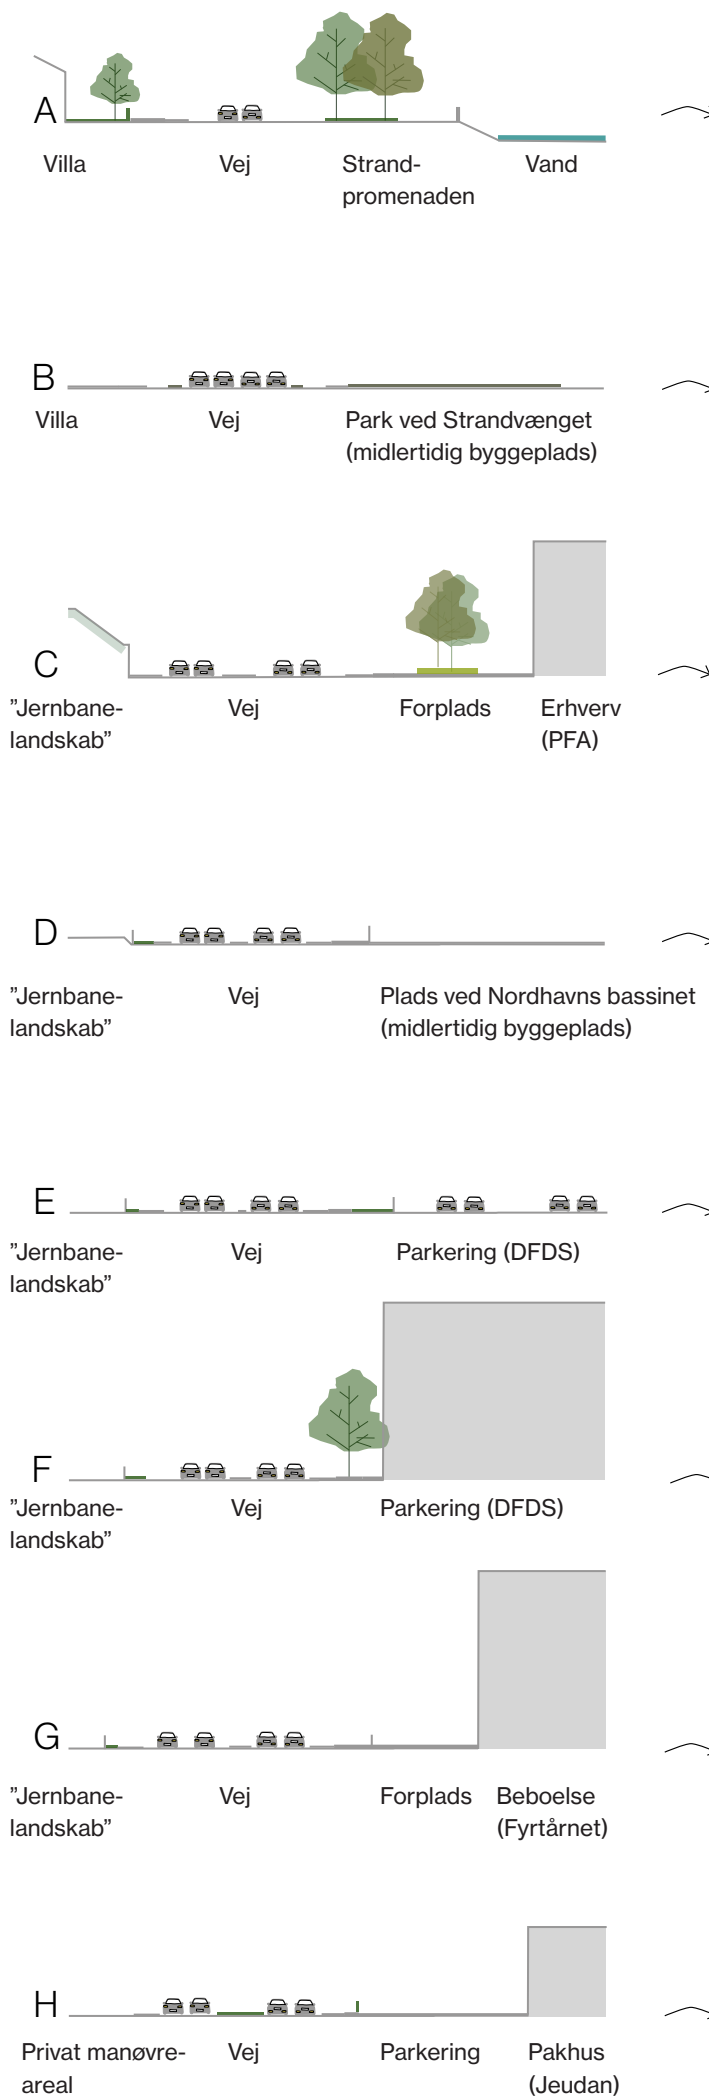 A
Villa Vej Strand- Vand
promenaden
B
Villa Vej Park ved Strandvænget
(midlertidig byggeplads)
C
”Jernbane- Vej Forplads Erhverv
landskab” (PFA)
D
”Jernbane- Vej Plads ved Nordhavns bassinet
landskab” (midlertidig byggeplads)
E
”Jernbane- Vej Parkering (DFDS)
landskab”
F
”Jernbane- Vej Parkering (DFDS)
landskab”
G
”Jernbane- Vej Forplads Beboelse
landskab” (Fyrtårnet)
H
Privat manøvre- Vej Parkering Pakhus
areal (Jeudan)